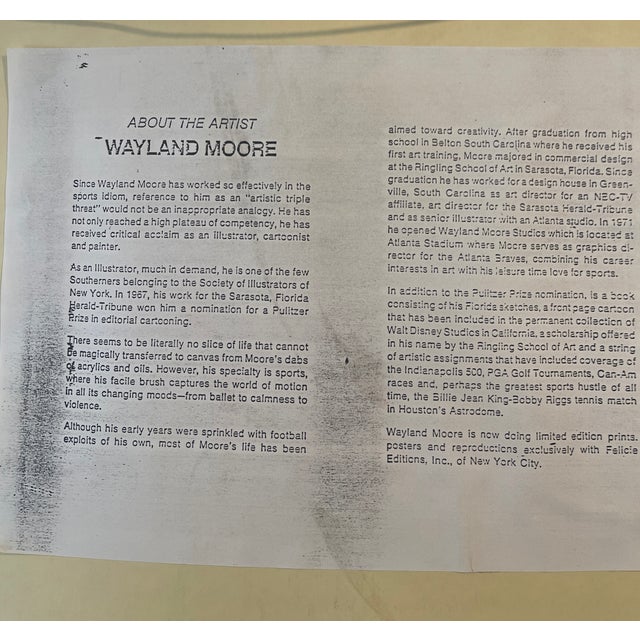 ABOUT THE ARTIST
WAYLAND MOORE
Since Wayland Moore has worked so effectively in the
sports idiom, reference to him as an "artistic triple
threat" would not be an inappropriate analogy. He has
not only reached a high plateau of competency, he has
received critical acclaim as an illustrator, cartoonist
and painter.
As an illustrator, much in demand, he is one of the few
Southerners belonging to the Society of Illustrators of
New York. In 1967, his work for the Sarasota, Florida
Herald-Tribune won him a nomination for a Pulitzer
Prize in editorial cartooning.
There seems to be literally no slice of life that cannot
be magically transferred to canvas from Moore's dabs
of acrylics and oils. However, his specialty is sports,
where his facile brush captures the world of motion
in all its changing moods—from ballet to calmness to
violence.
Although his early years were sprinkled with football
exploits of his own, most of Moore's life has been
aimed toward creativity. After graduation from high
school in Belton South Carolina where he received his
first art training, Moore majored in commercial design
at the Ringling School of Art in Sarasota, Florida. Since
graduation he has worked for a design house in Green-
ville, South Carolina as art director for an NEC-TV
affiliate, art director for the Sarasota Herald-Tribune
and as senior illustrator with an Atlanta studio. In 1971
he opened Wayland Moore Studios which is located at
Atlanta Stadium where Moore serves as graphics di-
rector for the Atlanta Braves, combining his career
interests in art with his leisure time love for sports.
In addition to the Pulitzer Prize nomination, is a book
consisting of his Florida sketches, a front page cartoon
that has been included in the permanent collection of
Walt Disney Studios in California, a scholarship offered
in his name by the Ringling School of Art and a string
of artistic assignments that have included coverage of
the Indianapolis 500, PGA Golf Tournaments, Can-Am
races and, perhaps the greatest sports hustle of all
time, the Billie Jean King-Bobby Riggs tennis match
in Houston's Astrodome.
Wayland Moore is now doing limited edition prints,
posters and reproductions exclusively with Felicie
Editions, Inc., of New York City.